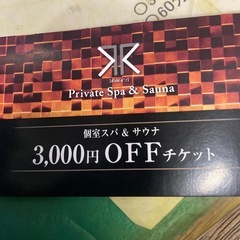 Private Spa & Sauna
個室スパ & サウナ
3,000円 OFFチケット